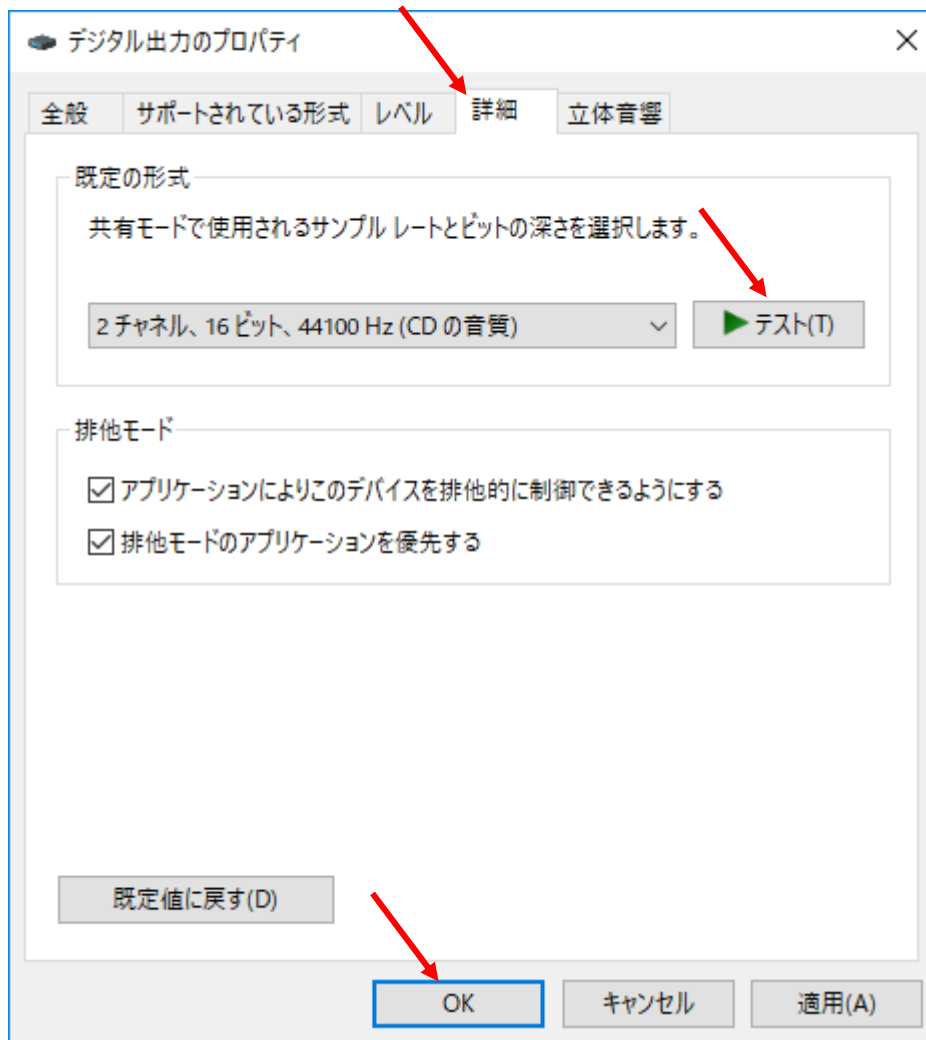 デジタル出力のプロパティ
全般 サポートされている形式 レベル 詳細 立体音響
既定の形式
共有モードで使用されるサンプル レートとビットの深さを選択します。
2 チャネル、16 ビット、44100 Hz (CD の音質) テスト(T)
排他モード
アプリケーションによりこのデバイスを排他的に制御できるようにする
排他モードのアプリケーションを優先する
既定値に戻す(D)
OK キャンセル 適用(A)